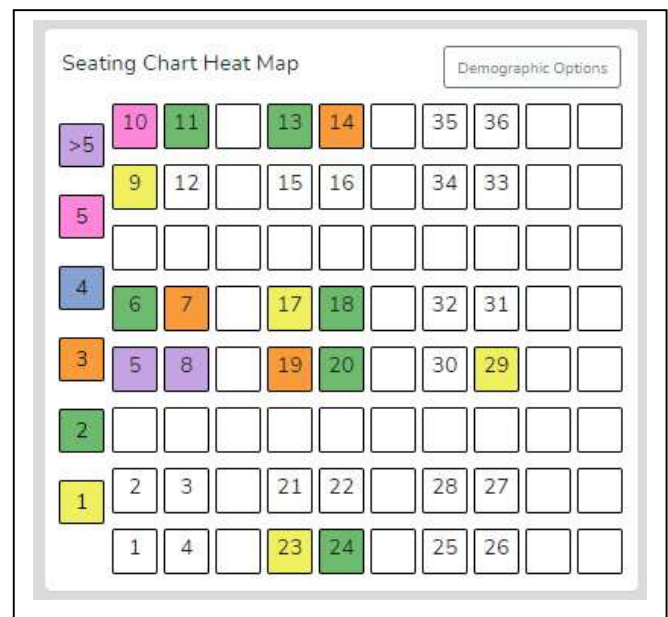 Seating Chart Heat Map
Demographic Options
>5 10 11 13 14 35 36
9 12 15 16 34 33
5
4 6 7 17 18 32 31
3 5 8 19 20 30 29
2
2 3 21 22 28 27
1
1 4 23 24 25 26